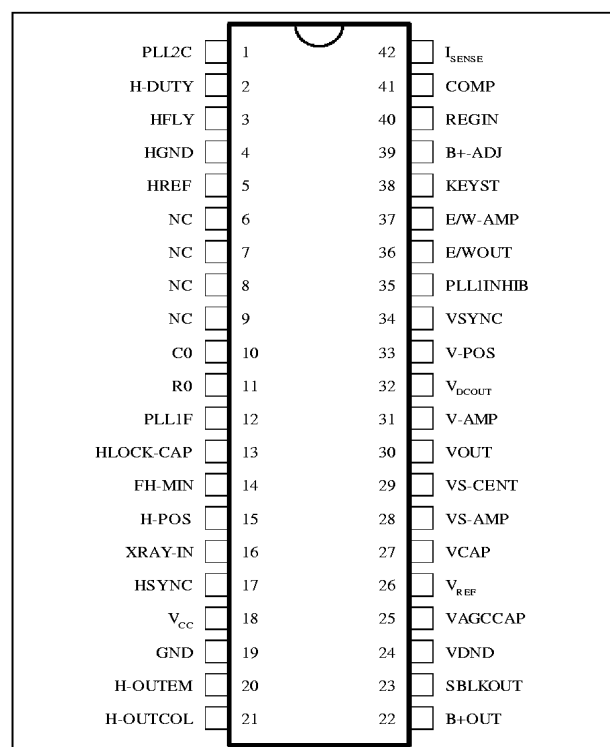 PLL2C 1 42 I_SENSE
H-DUTY 2 41 COMP
HFLY 3 40 REGIN
HGND 4 39 B+-ADJ
HREF 5 38 KEYST
NC 6 37 E/W-AMP
NC 7 36 E/WOUT
NC 8 35 PLL1INHIB
NC 9 34 VSYNC
C0 10 33 V-POS
R0 11 32 V_DCOUT
PLL1F 12 31 V-AMP
HLOCK-CAP 13 30 VOUT
FH-MIN 14 29 VS-CENT
H-POS 15 28 VS-AMP
XRAY-IN 16 27 VCAP
HSYNC 17 26 V_REF
V_CC 18 25 VAGCCAP
GND 19 24 VDND
H-OUTEM 20 23 SBLKOUT
H-OUTCOL 21 22 B+OUT